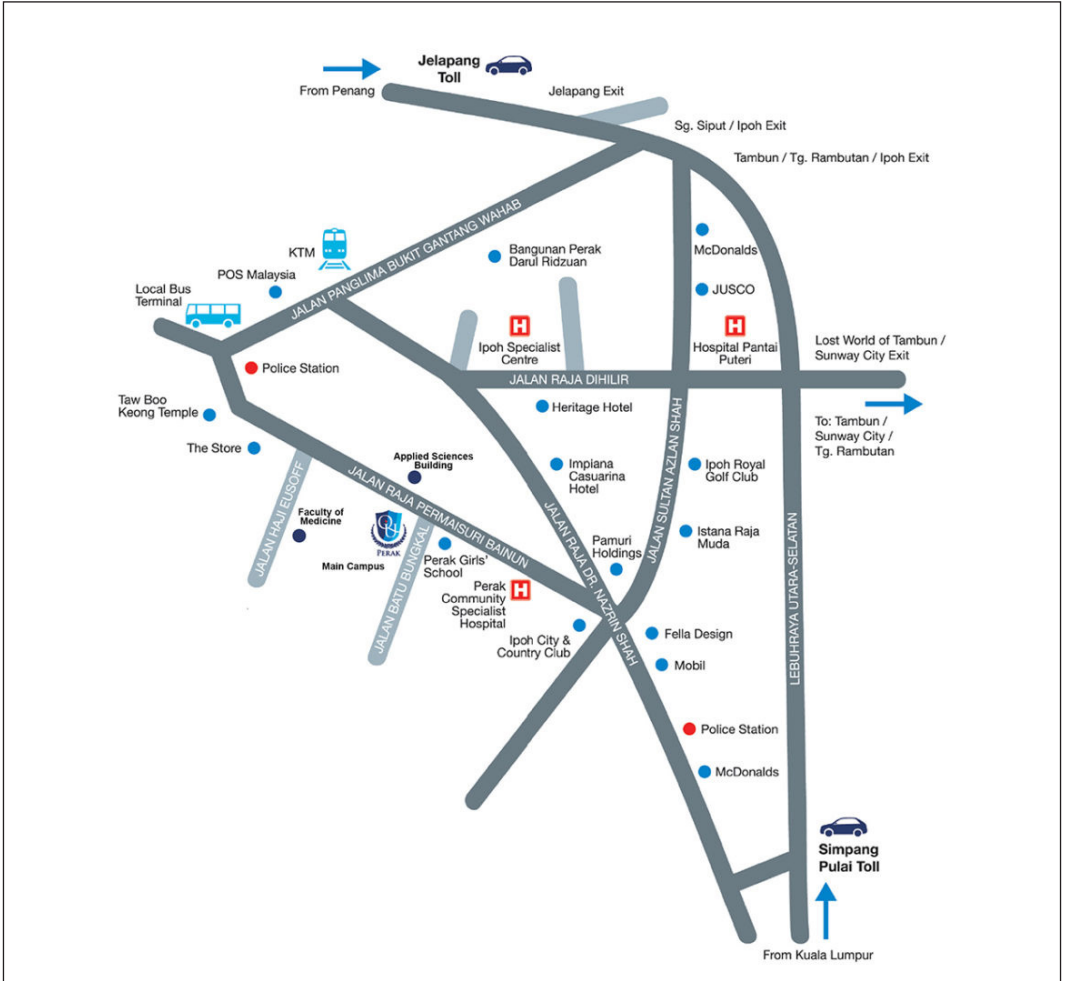 Jelapang
Toll
From Penang
Jelapang Exit
Sg. Siput / Ipoh Exit
Tambun / Tg. Rambutan / Ipoh Exit
JALAN PANGLIMA BUKIT GANTANG WAHAB
KTM
POS Malaysia
Local Bus
Terminal
Bangunan Perak
Darul Ridzuan
McDonalds
JUSCO
H
Ipoh Specialist
Centre
H
Hospital Pantai
Puteri
Lost World of Tambun /
Sunway City Exit
Police Station
JALAN RAJA DIHILIR
Taw Boo
Keong Temple
Heritage Hotel
To: Tambun /
Sunway City /
Tg. Rambutan
The Store
Applied Sciences
Building
Impiana
Casuarina
Hotel
JALAN SULTAN AZLAN SHAH
Ipoh Royal
Golf Club
JALAN HAJI EUSOFF
JALAN RAJA PERMAISURI BAINUN
Faculty of
Medicine
QU
PERAK
Main Campus
JALAN BATU BUNGKAL
Perak Girls'
School
Pamuri
Holdings
JALAN RAJA DR. NAZRIN SHAH
Istana Raja
Muda
LEBUHRAYA UTARA-SELATAN
H
Perak
Community
Specialist
Hospital
Ipoh City &
Country Club
Fella Design
Mobil
Police Station
McDonalds
Simpang
Pulai Toll
From Kuala Lumpur